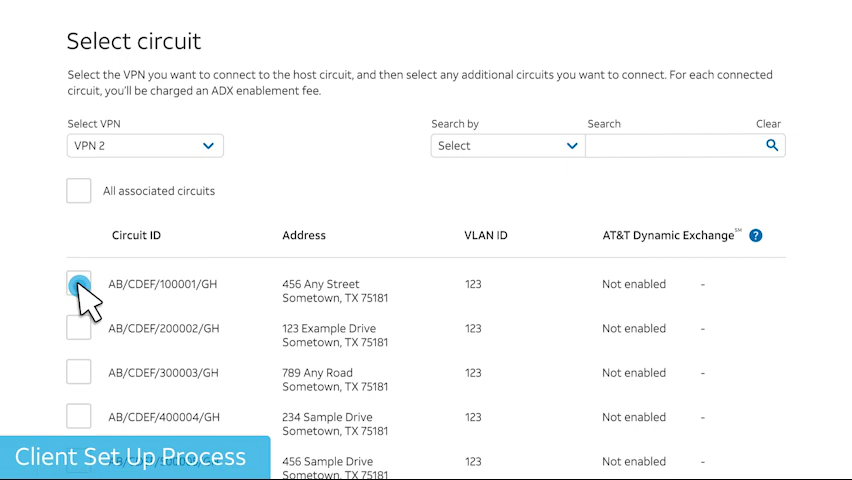 Select circuit
Select the VPN you want to connect to the host circuit, and then select any additional circuits you want to connect. For each connected
circuit, you'll be charged an ADX enablement fee.
Select VPN Search by Search Clear
VPN 2 Select
All associated circuits
Circuit ID Address VLAN ID AT&T Dynamic Exchange℠ ?
AB/CDEF/100001/GH 456 Any Street 123 Not enabled -
Sometown, TX 75181
AB/CDEF/200002/GH 123 Example Drive 123 Not enabled -
Sometown, TX 75181
AB/CDEF/300003/GH 789 Any Road 123 Not enabled -
Sometown, TX 75181
AB/CDEF/400004/GH 234 Sample Drive 123 Not enabled -
Sometown, TX 75181
456 Sample Drive 123 Not enabled -
Sometown, TX 75181
Client Set Up Process